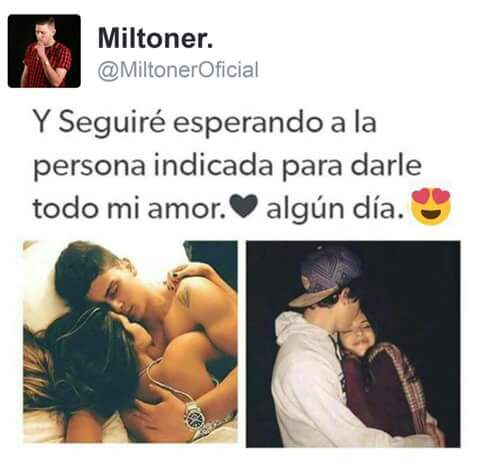 Miltoner.
@MiltonerOficial
Y Seguiré esperando a la
persona indicada para darle
todo mi amor.🖤 algún día.😍